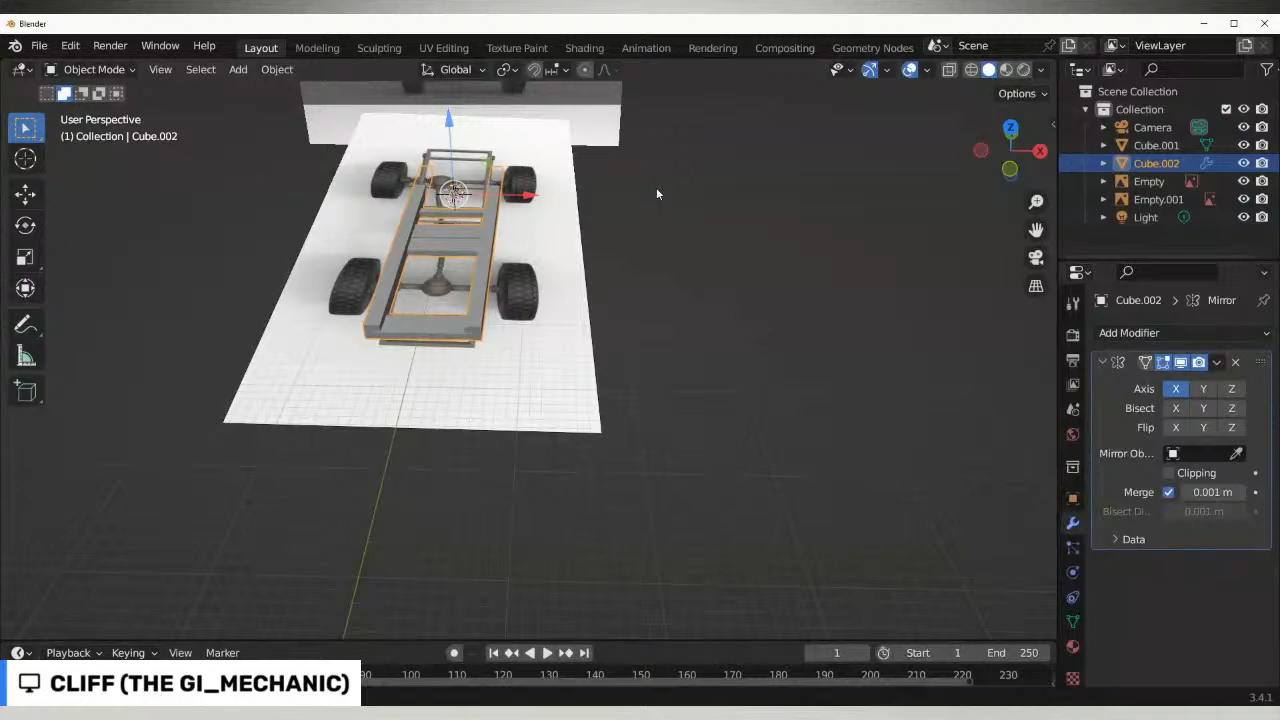 Blender
File Edit Render Window Help
Layout Modeling Sculpting UV Editing Texture Paint Shading Animation Rendering Compositing Geometry Nodes
Scene
ViewLayer
Object Mode View Select Add Object
Global
Options
User Perspective
(1) Collection | Cube.002
Z
X
Scene Collection
Collection
Camera
Cube.001
Cube.002
Empty
Empty.001
Light
Cube.002 Mirror
Add Modifier
Axis X Y Z
Bisect X Y Z
Flip X Y Z
Mirror Ob...
Clipping
Merge 0.001 m
Bisect Di... 0.001 m
Data
Playback Keying View Marker
1 Start 1 End 250
90 100 110 120 130 140 150 160 170 180 190 200 210 220 230
CLIFF (THE GI_MECHANIC)
3.4.1